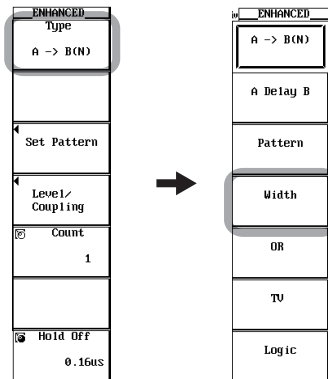 ENHANCED
Type
A -> B(N)
Set Pattern
Level/
Coupling
Count
1
Hold Off
0.16us
ENHANCED
A -> B(N)
A Delay B
Pattern
Width
OR
TV
Logic